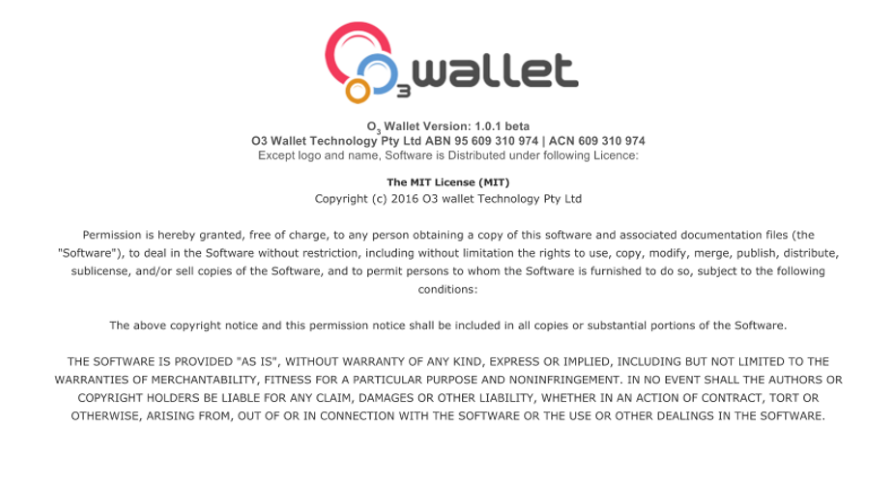 O3wallet
O3 Wallet Version: 1.0.1 beta
O3 Wallet Technology Pty Ltd ABN 95 609 310 974 | ACN 609 310 974
Except logo and name, Software is Distributed under following Licence:
The MIT License (MIT)
Copyright (c) 2016 O3 wallet Technology Pty Ltd
Permission is hereby granted, free of charge, to any person obtaining a copy of this software and associated documentation files (the
"Software"), to deal in the Software without restriction, including without limitation the rights to use, copy, modify, merge, publish, distribute,
sublicense, and/or sell copies of the Software, and to permit persons to whom the Software is furnished to do so, subject to the following
conditions:
The above copyright notice and this permission notice shall be included in all copies or substantial portions of the Software.
THE SOFTWARE IS PROVIDED "AS IS", WITHOUT WARRANTY OF ANY KIND, EXPRESS OR IMPLIED, INCLUDING BUT NOT LIMITED TO THE
WARRANTIES OF MERCHANTABILITY, FITNESS FOR A PARTICULAR PURPOSE AND NONINFRINGEMENT. IN NO EVENT SHALL THE AUTHORS OR
COPYRIGHT HOLDERS BE LIABLE FOR ANY CLAIM, DAMAGES OR OTHER LIABILITY, WHETHER IN AN ACTION OF CONTRACT, TORT OR
OTHERWISE, ARISING FROM, OUT OF OR IN CONNECTION WITH THE SOFTWARE OR THE USE OR OTHER DEALINGS IN THE SOFTWARE.